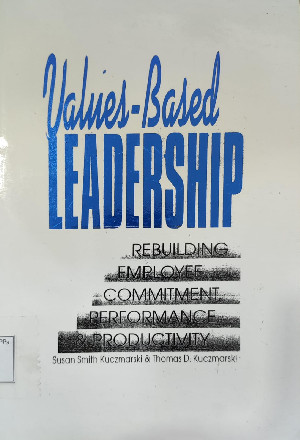 Values-Based
LEADERSHIP
REBUILDING
EMPLOYEE
COMMITMENT,
PERFORMANCE
& PRODUCTIVITY
Susan Smith Kuczmarski & Thomas D. Kuczmarski